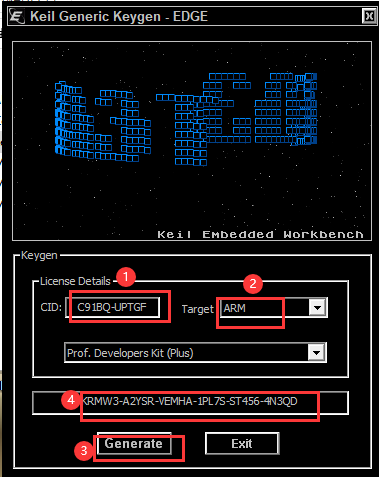 Keil Generic Keygen - EDGE
Keil Embedded Workbench
Keygen
License Details
1
2
CID: C91BQ-UPTGF Target ARM
Prof. Developers Kit (Plus)
4 KRMW3-A2YSR-VEMHA-1PL7S-ST456-4N3QD
3 Generate Exit